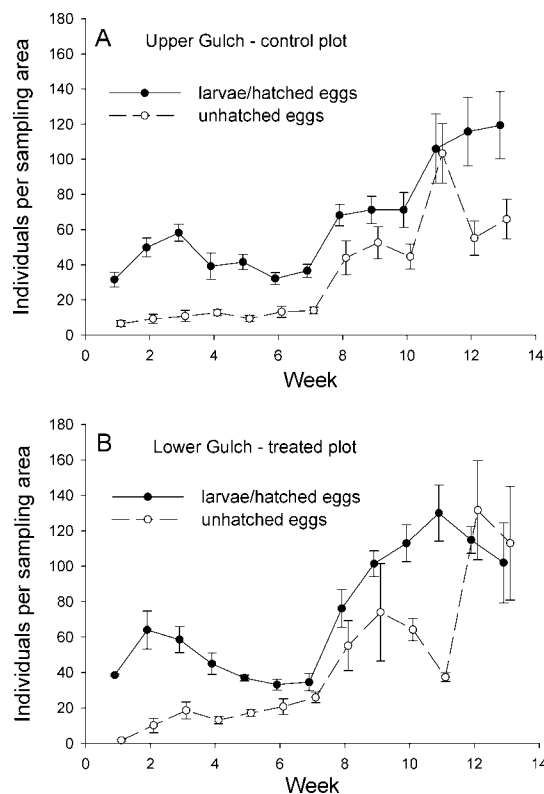 A
Upper Gulch - control plot
larvae/hatched eggs
unhatched eggs
Individuals per sampling area
180
160
140
120
100
80
60
40
20
0
0 2 4 6 8 10 12 14
Week
B
Lower Gulch - treated plot
larvae/hatched eggs
unhatched eggs
Individuals per sampling area
180
160
140
120
100
80
60
40
20
0
0 2 4 6 8 10 12 14
Week